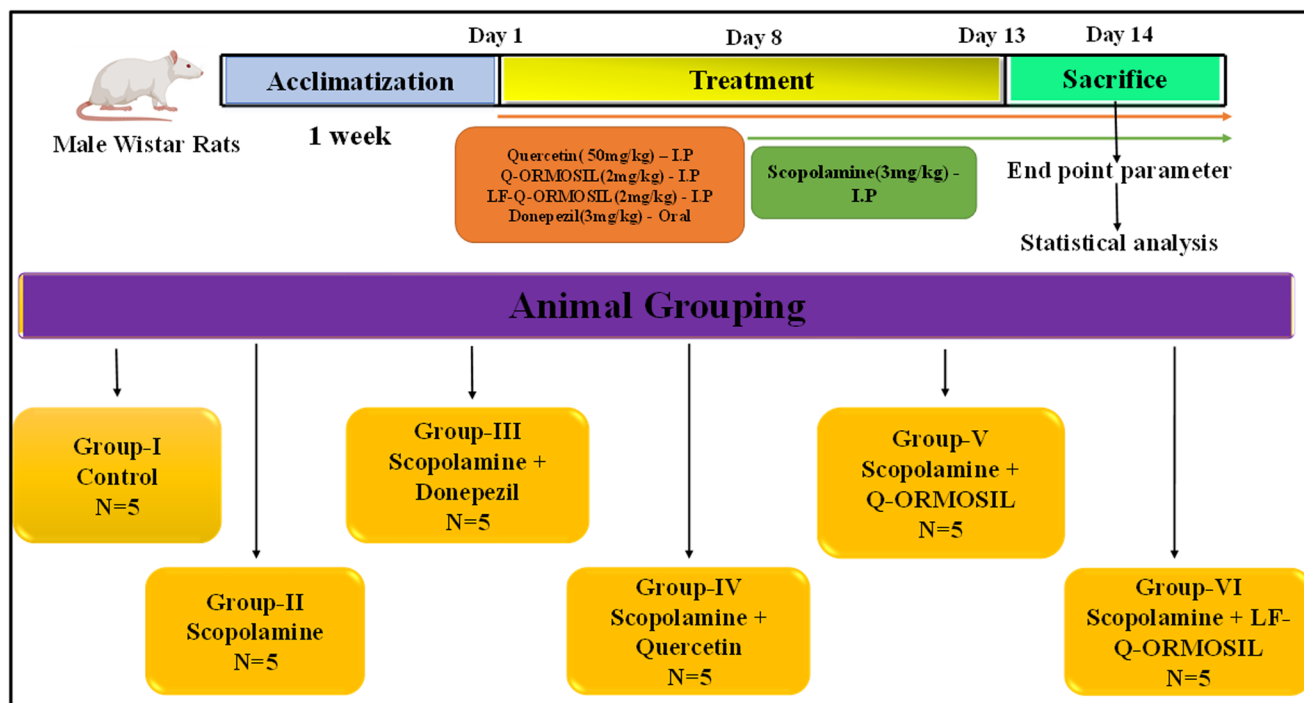 Day 1
Day 8
Day 13
Day 14
Acclimatization
Treatment
Sacrifice
Male Wistar Rats
1 week
Quercetin( 50mg/kg) – I.P
Q-ORMOSIL(2mg/kg) - I.P
LF-Q-ORMOSIL(2mg/kg) - I.P
Donepezil(3mg/kg) - Oral
Scopolamine(3mg/kg) -
I.P
End point parameter
Statistical analysis
Animal Grouping
Group-I
Control
N=5
Group-II
Scopolamine
N=5
Group-III
Scopolamine +
Donepezil
N=5
Group-IV
Scopolamine +
Quercetin
N=5
Group-V
Scopolamine +
Q-ORMOSIL
N=5
Group-VI
Scopolamine + LF-
Q-ORMOSIL
N=5